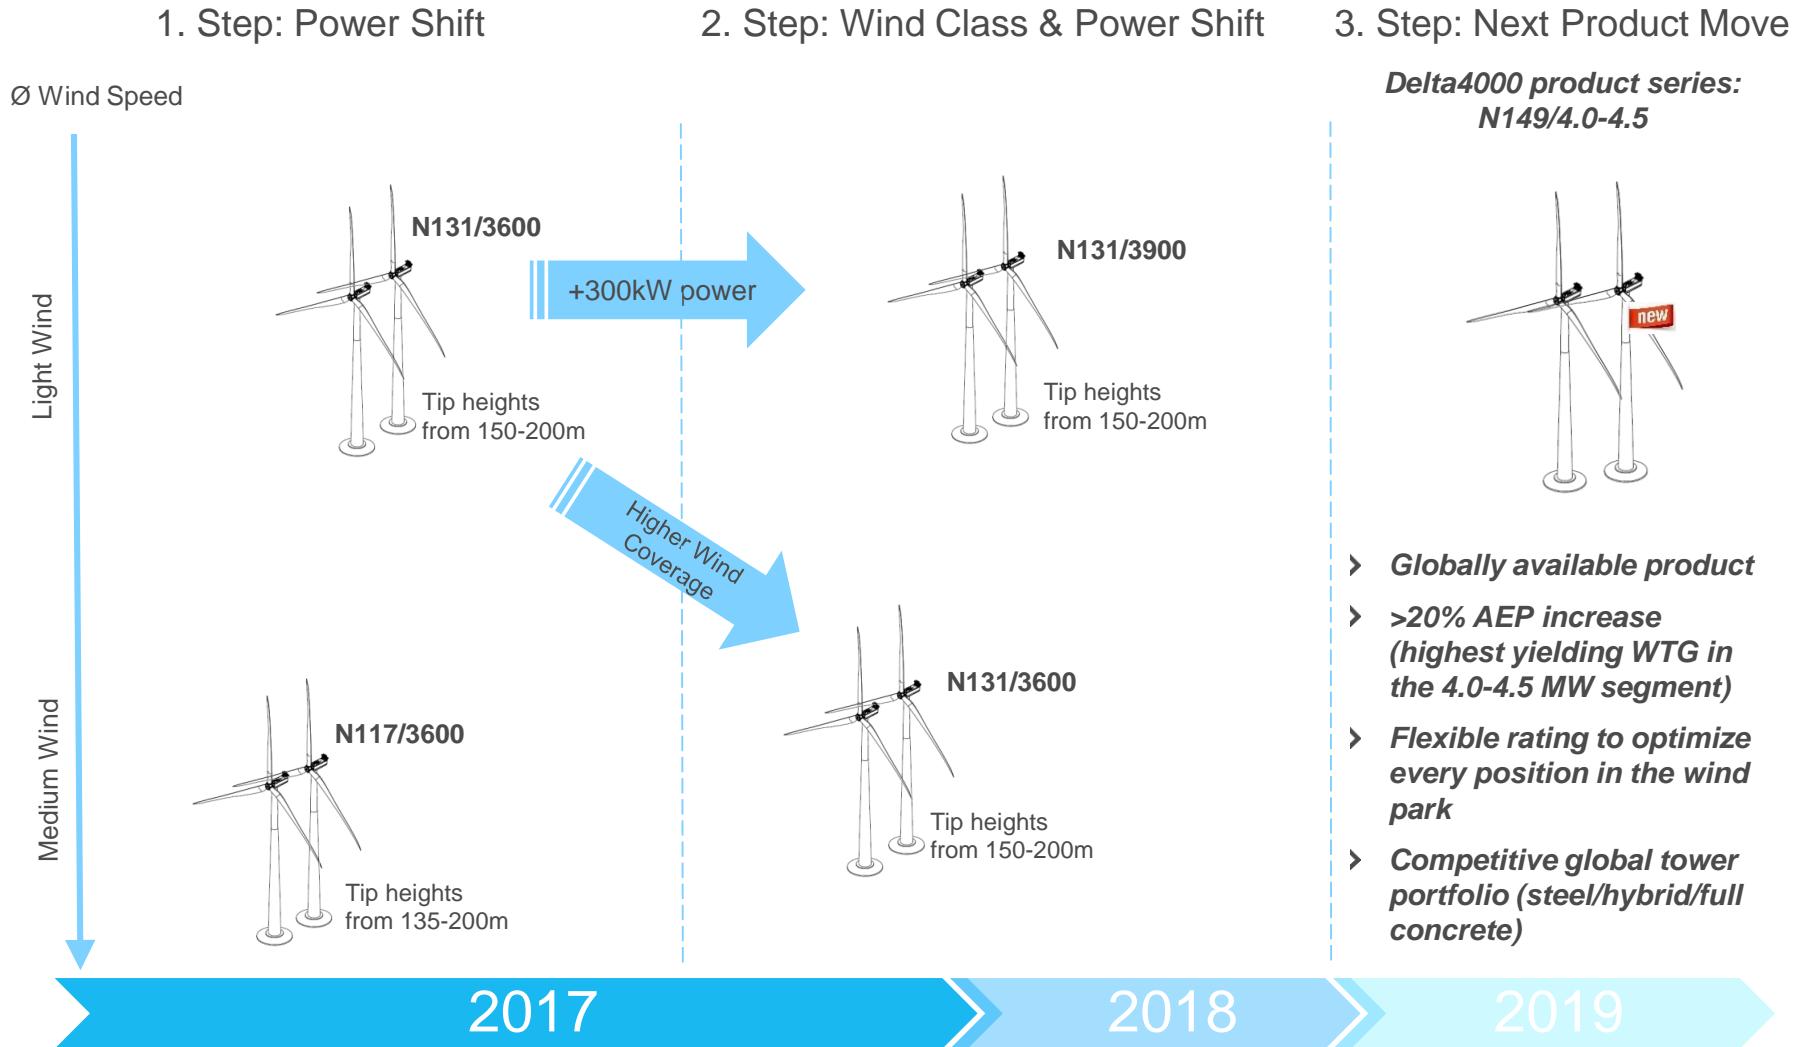 1. Step: Power Shift
2. Step: Wind Class & Power Shift
3. Step: Next Product Move
Ø Wind Speed
Light Wind
Medium Wind
N131/3600
Tip heights
from 150-200m
+300kW power
N131/3900
Tip heights
from 150-200m
Higher Wind
Coverage
N117/3600
Tip heights
from 135-200m
N131/3600
Tip heights
from 150-200m
Delta4000 product series:
N149/4.0-4.5
new
› Globally available product
› >20% AEP increase
(highest yielding WTG in
the 4.0-4.5 MW segment)
› Flexible rating to optimize
every position in the wind
park
› Competitive global tower
portfolio (steel/hybrid/full
concrete)
2017
2018
2019